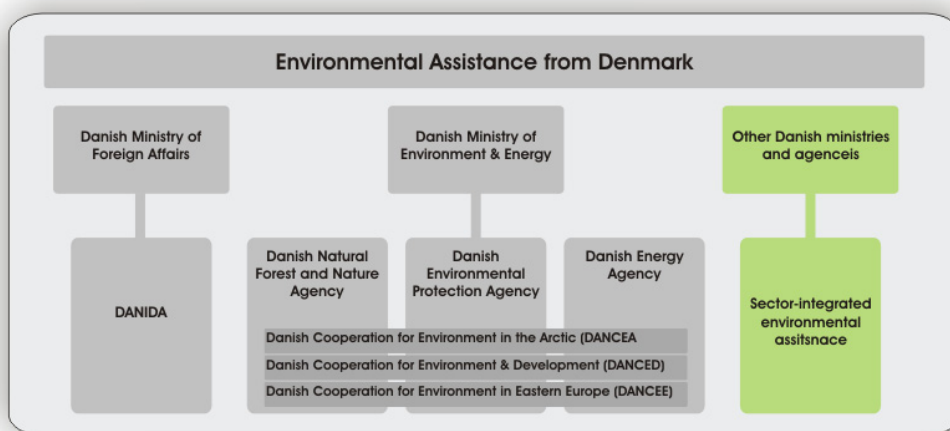 Environmental Assistance from Denmark
Danish Ministry of
Foreign Affairs
Danish Ministry of
Environment & Energy
Other Danish ministries
and agenceis
DANIDA
Danish Natural
Forest and Nature
Agency
Danish
Environmental
Protection Agency
Danish Energy
Agency
Sector-integrated
environmental
assitsnace
Danish Cooperation for Environment in the Arctic (DANCEA
Danish Cooperation for Environment & Development (DANCED)
Danish Cooperation for Environment in Eastern Europe (DANCEE)